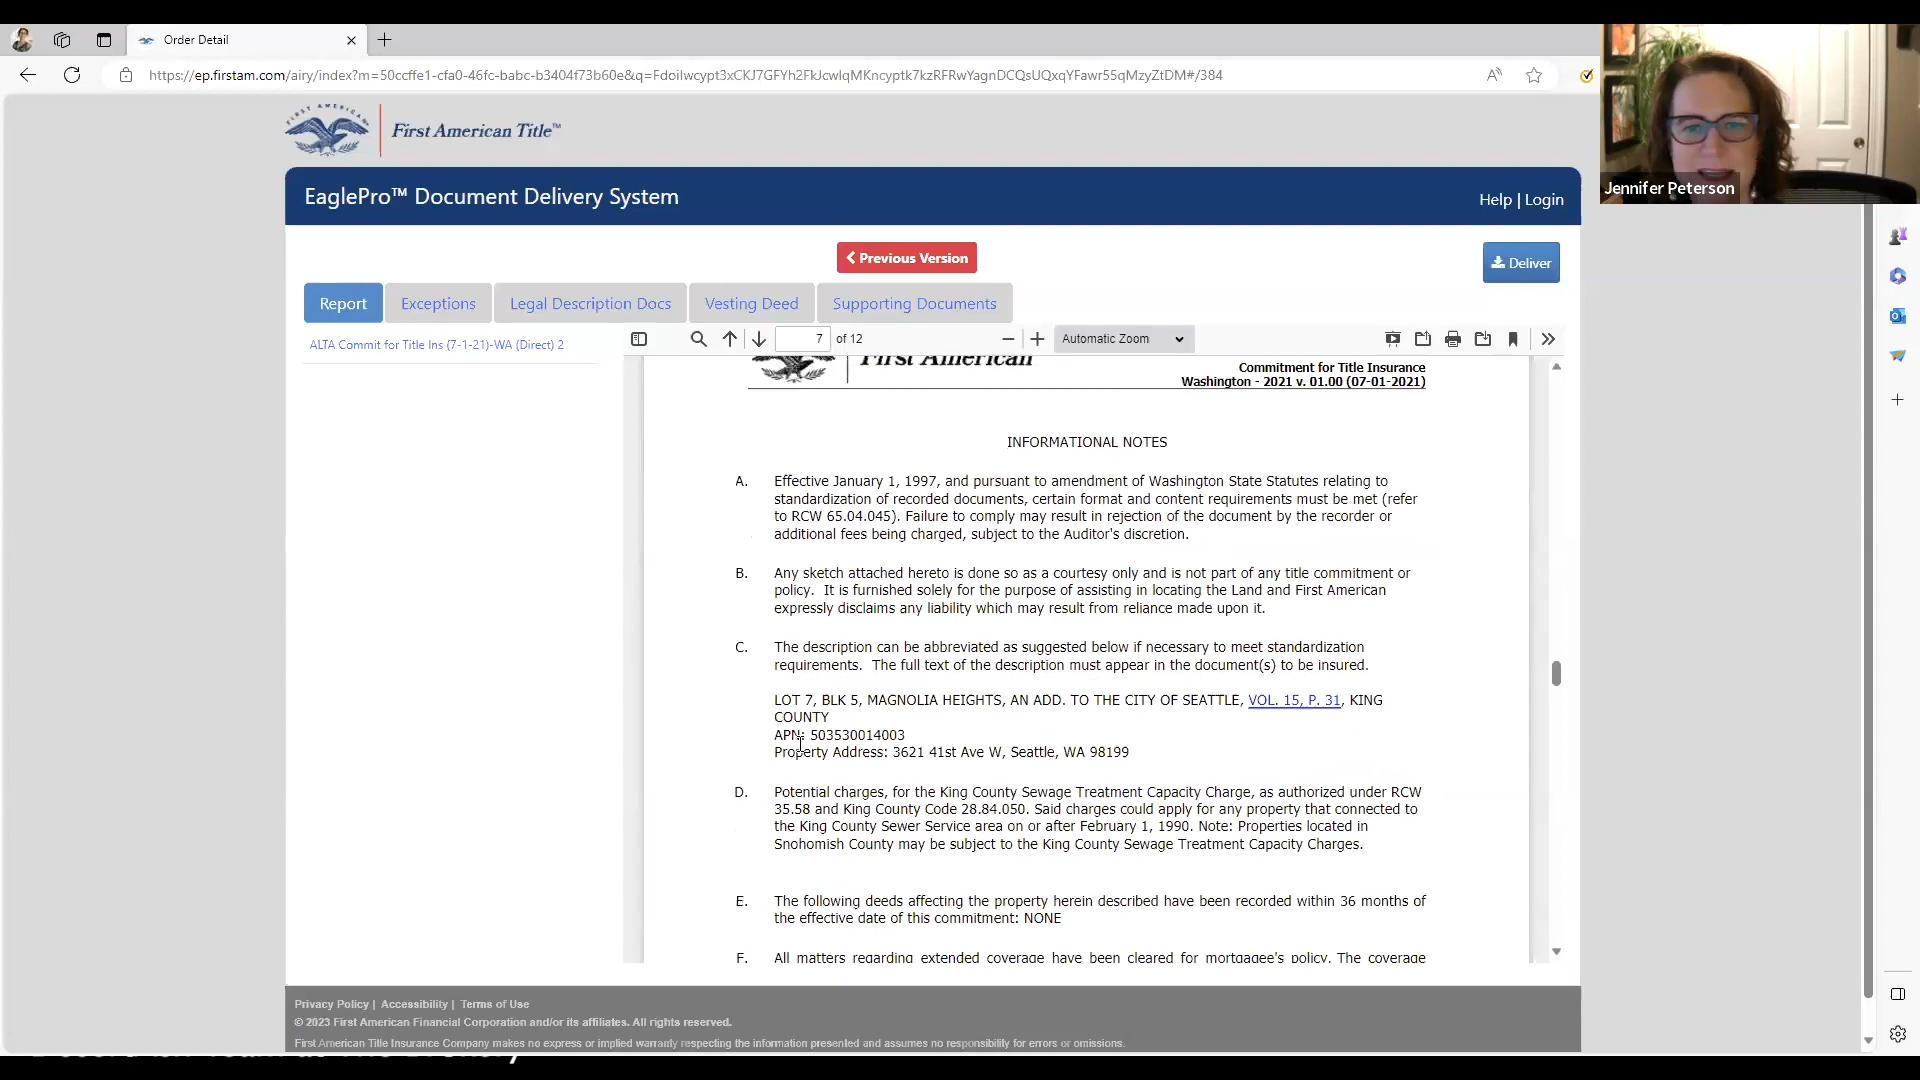 Order Detail
https://ep.firstam.com/airy/index?m=50ccffe1-cfa0-46fc-babc-b3404f73b60e&q=FdoiIwcypt3xCKJ7GFYh2FkJcwIqMKncyptk7kzRFRwYagnDCQsUQxqYFawr55qMzyZtDM#/384
Jennifer Peterson
FIRST AMERICAN
First American Title™
EaglePro™ Document Delivery System
Help | Login
Previous Version
Deliver
Report
Exceptions
Legal Description Docs
Vesting Deed
Supporting Documents
ALTA Commit for Title Ins (7-1-21)-WA (Direct) 2
7 of 12
Automatic Zoom
First American
Commitment for Title Insurance
Washington - 2021 v. 01.00 (07-01-2021)
INFORMATIONAL NOTES
A. Effective January 1, 1997, and pursuant to amendment of Washington State Statutes relating to
standardization of recorded documents, certain format and content requirements must be met (refer
to RCW 65.04.045). Failure to comply may result in rejection of the document by the recorder or
additional fees being charged, subject to the Auditor's discretion.
B. Any sketch attached hereto is done so as a courtesy only and is not part of any title commitment or
policy. It is furnished solely for the purpose of assisting in locating the Land and First American
expressly disclaims any liability which may result from reliance made upon it.
C. The description can be abbreviated as suggested below if necessary to meet standardization
requirements. The full text of the description must appear in the document(s) to be insured.
LOT 7, BLK 5, MAGNOLIA HEIGHTS, AN ADD. TO THE CITY OF SEATTLE, VOL. 15, P. 31, KING
COUNTY
APN: 503530014003
Property Address: 3621 41st Ave W, Seattle, WA 98199
D. Potential charges, for the King County Sewage Treatment Capacity Charge, as authorized under RCW
35.58 and King County Code 28.84.050. Said charges could apply for any property that connected to
the King County Sewer Service area on or after February 1, 1990. Note: Properties located in
Snohomish County may be subject to the King County Sewage Treatment Capacity Charges.
E. The following deeds affecting the property herein described have been recorded within 36 months of
the effective date of this commitment: NONE
F. All matters regarding extended coverage have been cleared for mortgagee's policy. The coverage
Privacy Policy | Accessibility | Terms of Use
© 2023 First American Financial Corporation and/or its affiliates. All rights reserved.
First American Title Insurance Company makes no express or implied warranty respecting the information presented and assumes no responsibility for errors or omissions.